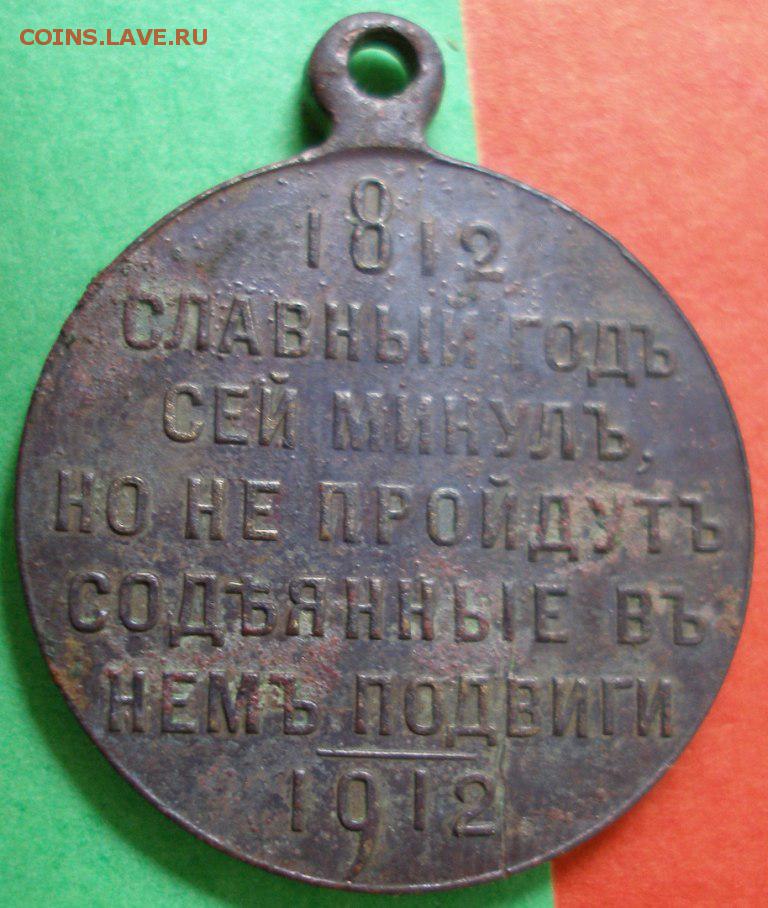 COINS.LAVE.RU
1812
СЛАВНЫЙ ГОДЪ
СЕЙ МИНУЛЪ,
НО НЕ ПРОЙДУТЪ
СОДѢЯННЫЕ ВЪ
НЕМЪ ПОДВИГИ
1912